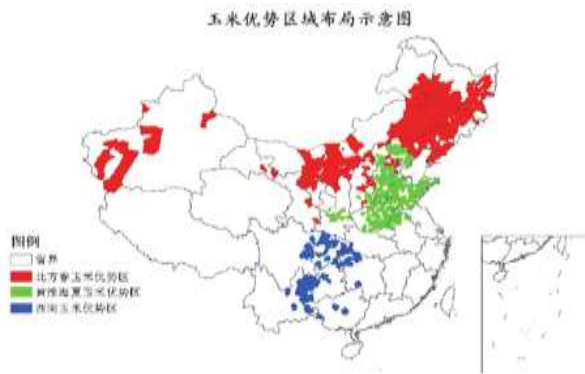 玉米优势区域布局示意图
图例
省界
北方春玉米优势区
黄淮海夏玉米优势区
西南玉米优势区